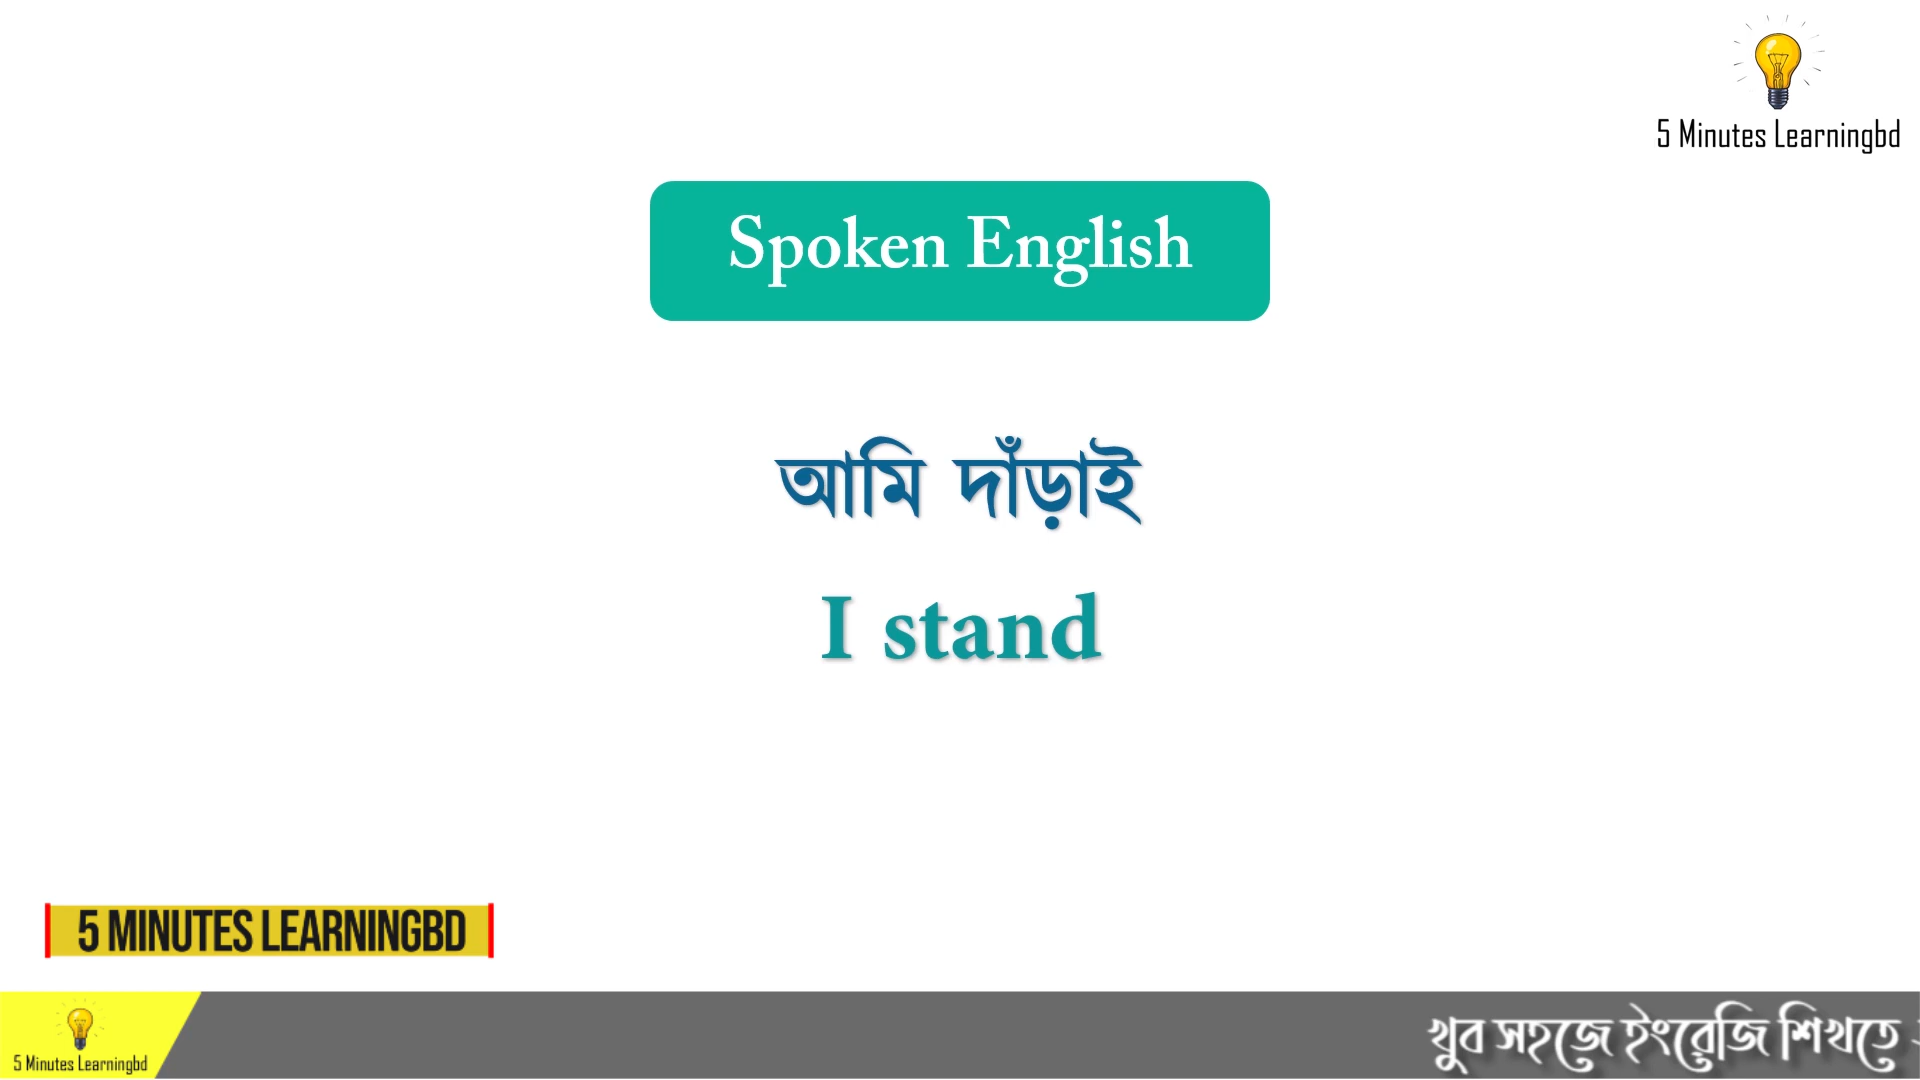 5 Minutes Learningbd
Spoken English
আমি দাঁড়াই
I stand
5 MINUTES LEARNINGBD
5 Minutes Learningbd
খুব সহজে ইংরেজি শিখতে